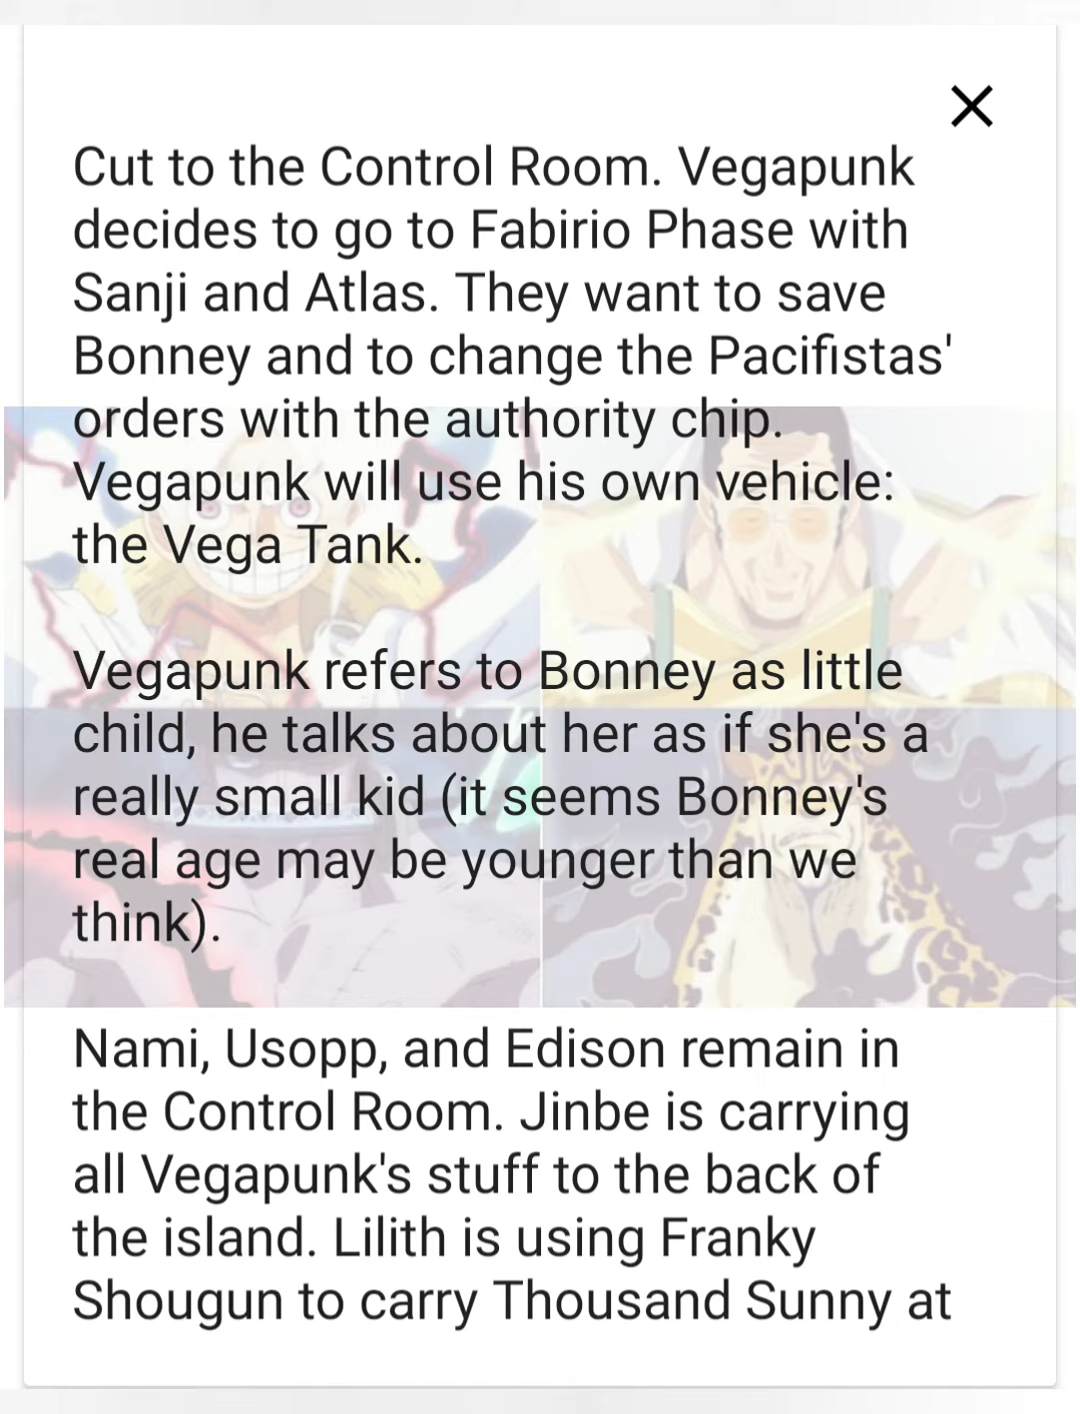 Cut to the Control Room. Vegapunk
decides to go to Fabirio Phase with
Sanji and Atlas. They want to save
Bonney and to change the Pacifistas'
orders with the authority chip.
Vegapunk will use his own vehicle:
the Vega Tank.
Vegapunk refers to Bonney as little
child, he talks about her as if she's a
really small kid (it seems Bonney's
real age may be younger than we
think).
Nami, Usopp, and Edison remain in
the Control Room. Jinbe is carrying
all Vegapunk's stuff to the back of
the island. Lilith is using Franky
Shougun to carry Thousand Sunny at